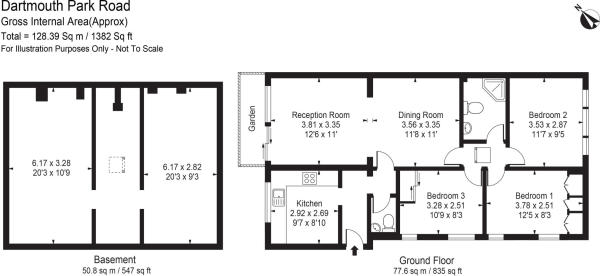 Dartmouth Park Road
Gross Internal Area(Approx)
Total = 128.39 Sq m / 1382 Sq ft
For Illustration Purposes Only - Not To Scale
N
Garden
Reception Room
3.81 x 3.35
12'6 x 11'
Dining Room
3.56 x 3.35
11'8 x 11'
Bedroom 2
3.53 x 2.87
11'7 x 9'5
6.17 x 3.28
20'3 x 10'9
6.17 x 2.82
20'3 x 9'3
Kitchen
2.92 x 2.69
9'7 x 8'10
Bedroom 3
3.28 x 2.51
10'9 x 8'3
Bedroom 1
3.78 x 2.51
12'5 x 8'3
Basement
50.8 sq m / 547 sq ft
Ground Floor
77.6 sq m / 835 sq ft